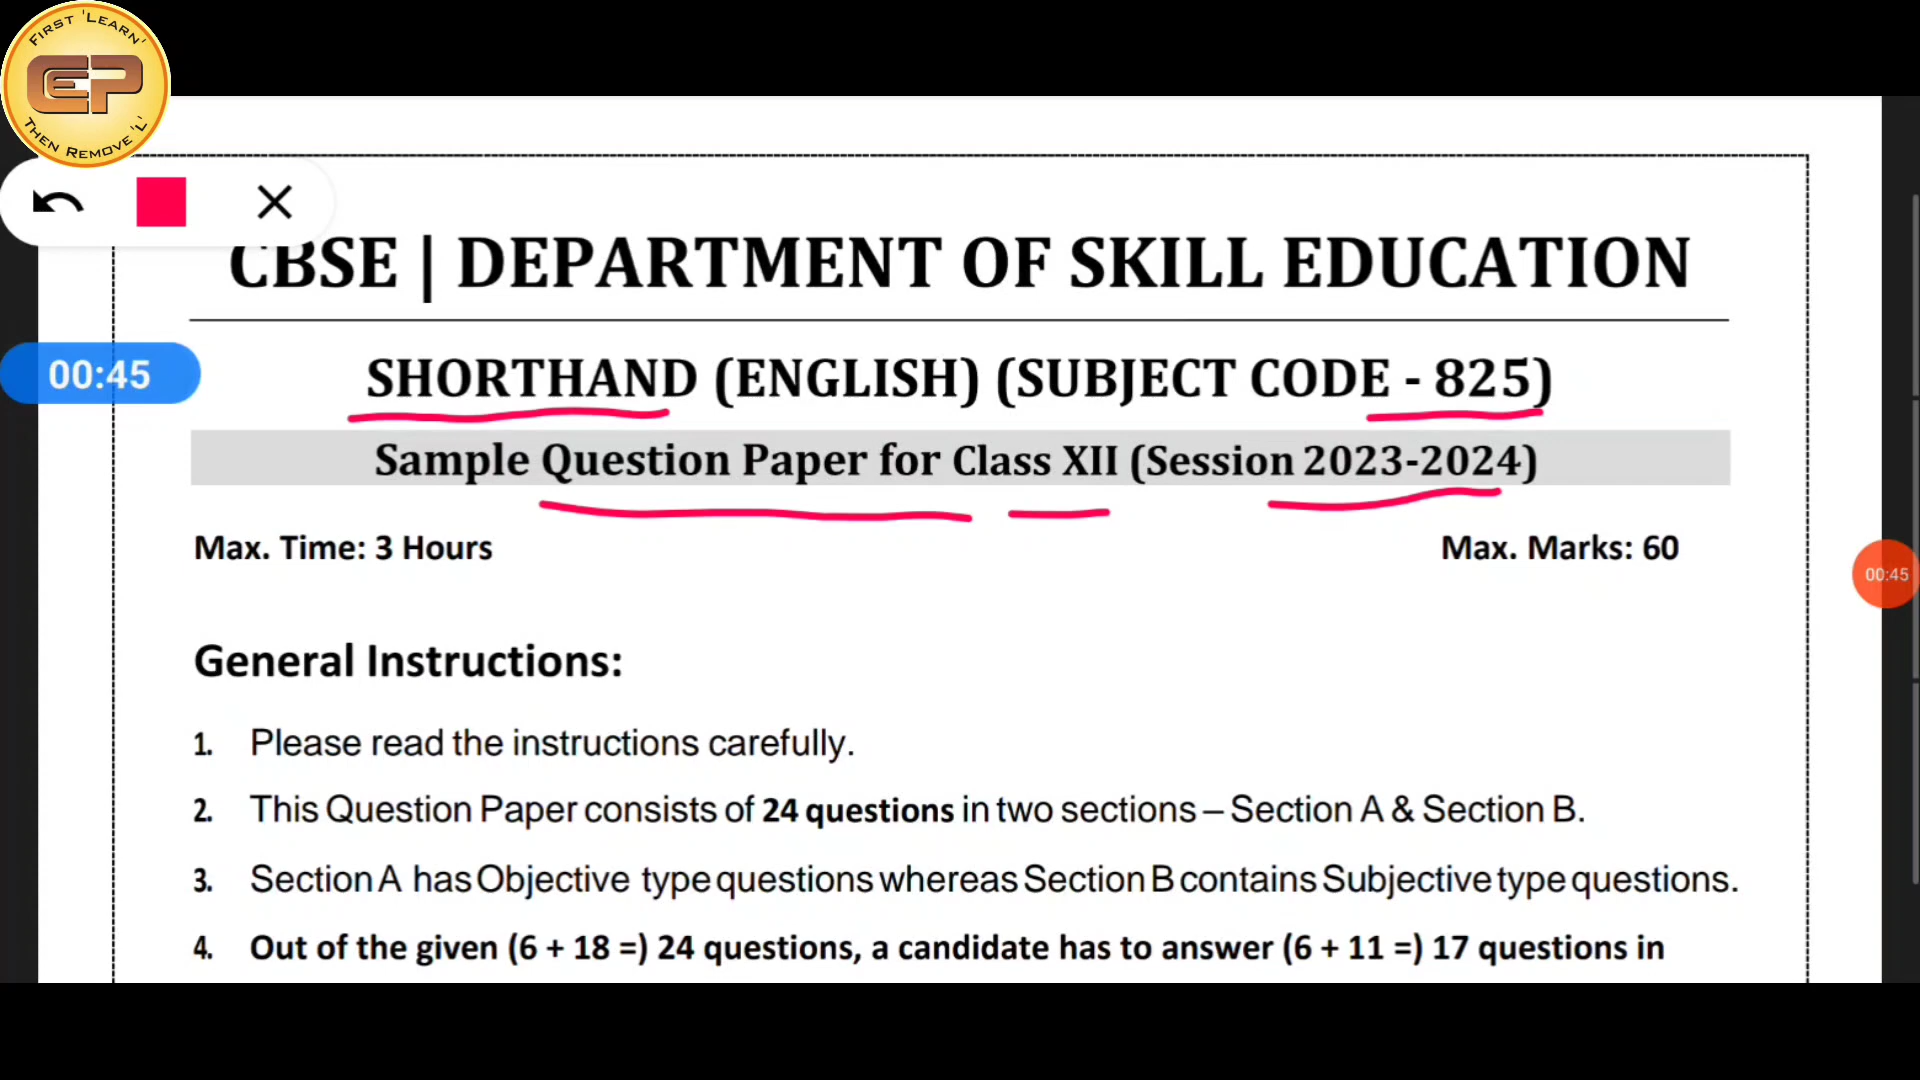 FIRST 'LEARN'
EP
THEN REMOVE 'L'
CBSE | DEPARTMENT OF SKILL EDUCATION
00:45
SHORTHAND (ENGLISH) (SUBJECT CODE - 825)
Sample Question Paper for Class XII (Session 2023-2024)
Max. Time: 3 Hours Max. Marks: 60
00:45
General Instructions:
1. Please read the instructions carefully.
2. This Question Paper consists of 24 questions in two sections – Section A & Section B.
3. Section A has Objective type questions whereas Section B contains Subjective type questions.
4. Out of the given (6 + 18 =) 24 questions, a candidate has to answer (6 + 11 =) 17 questions in